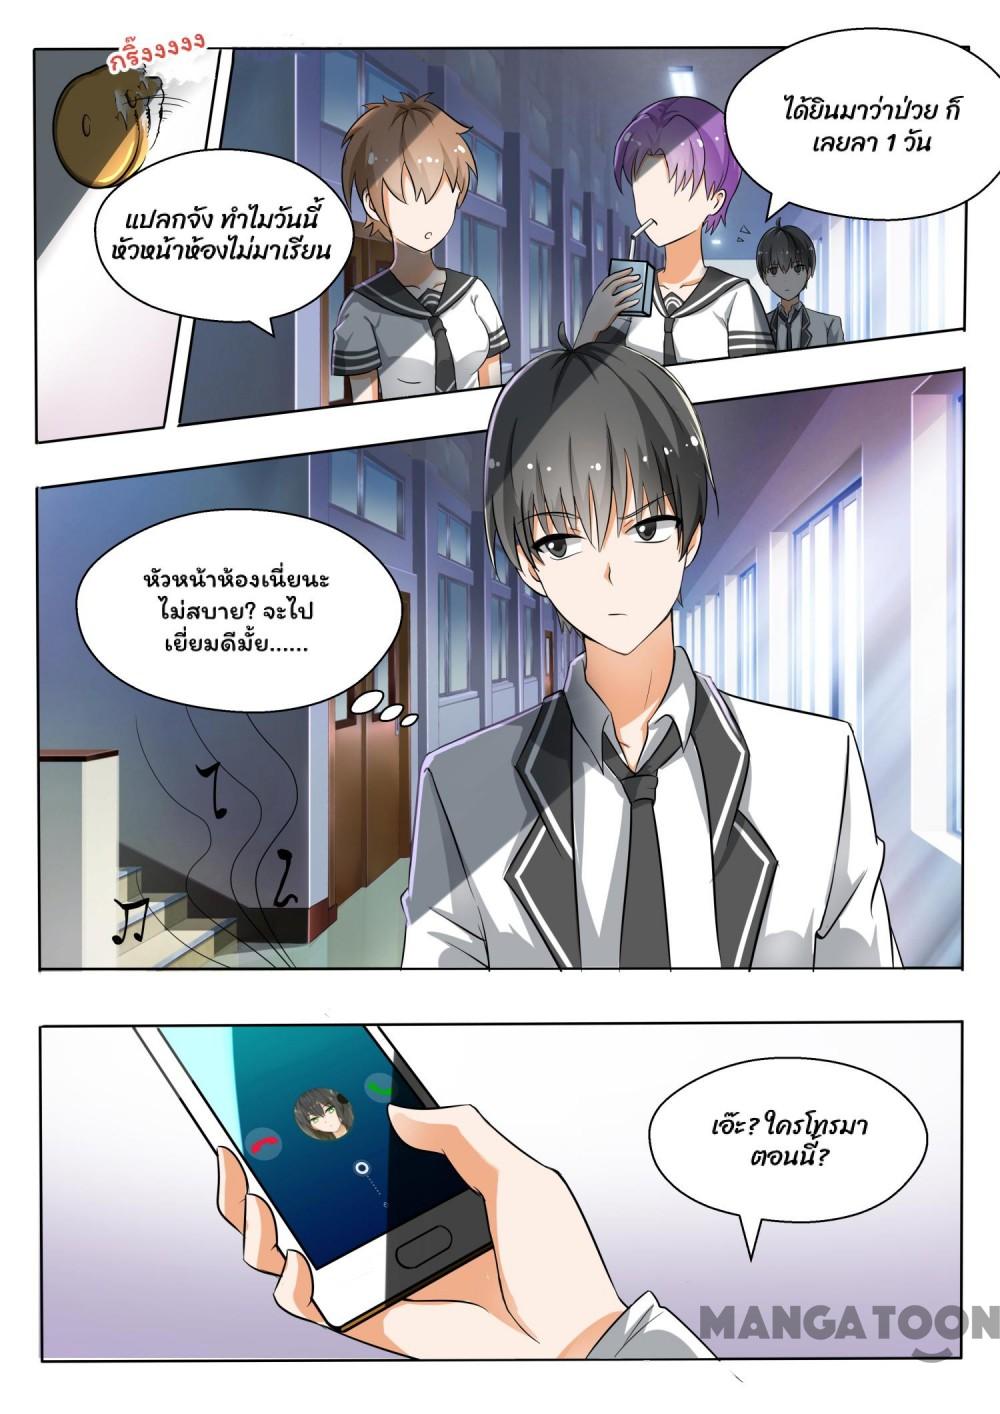 กริ๊งงงงง
ได้ยินมาว่าป่วย ก็
เลยลา 1 วัน
แปลกจัง ทำไมวันนี้
หัวหน้าห้องไม่มาเรียน
หัวหน้าห้องเนี่ยนะ
ไม่สบาย? จะไป
เยี่ยมดีมั้ย......
เอ๊ะ? ใครโทรมา
ตอนนี้?
MANGATOON